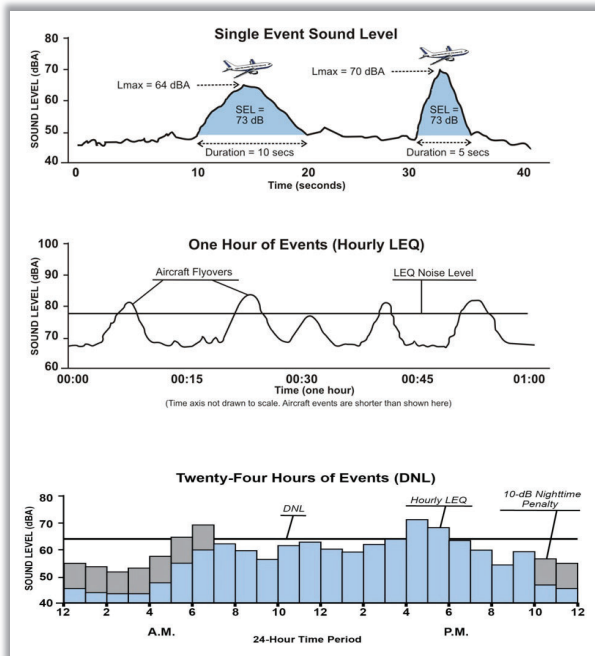 Single Event Sound Level
SOUND LEVEL (dBA)
80
70
60
50
40
Lmax = 64 dBA
SEL =
73 dB
Duration = 10 secs
Lmax = 70 dBA
SEL =
73 dB
Duration = 5 secs
0 10 20 30 40
Time (seconds)
One Hour of Events (Hourly LEQ)
SOUND LEVEL (dBA)
100
90
80
70
60
Aircraft Flyovers
LEQ Noise Level
00:00 00:15 00:30 00:45 01:00
Time (one hour)
(Time axis not drawn to scale. Aircraft events are shorter than shown here)
Twenty-Four Hours of Events (DNL)
SOUND LEVEL (dBA)
80
70
60
50
40
DNL
Hourly LEQ
10-dB Nighttime
Penalty
12 2 4 6 8 10 12 2 4 6 8 10 12
A.M. P.M.
24-Hour Time Period